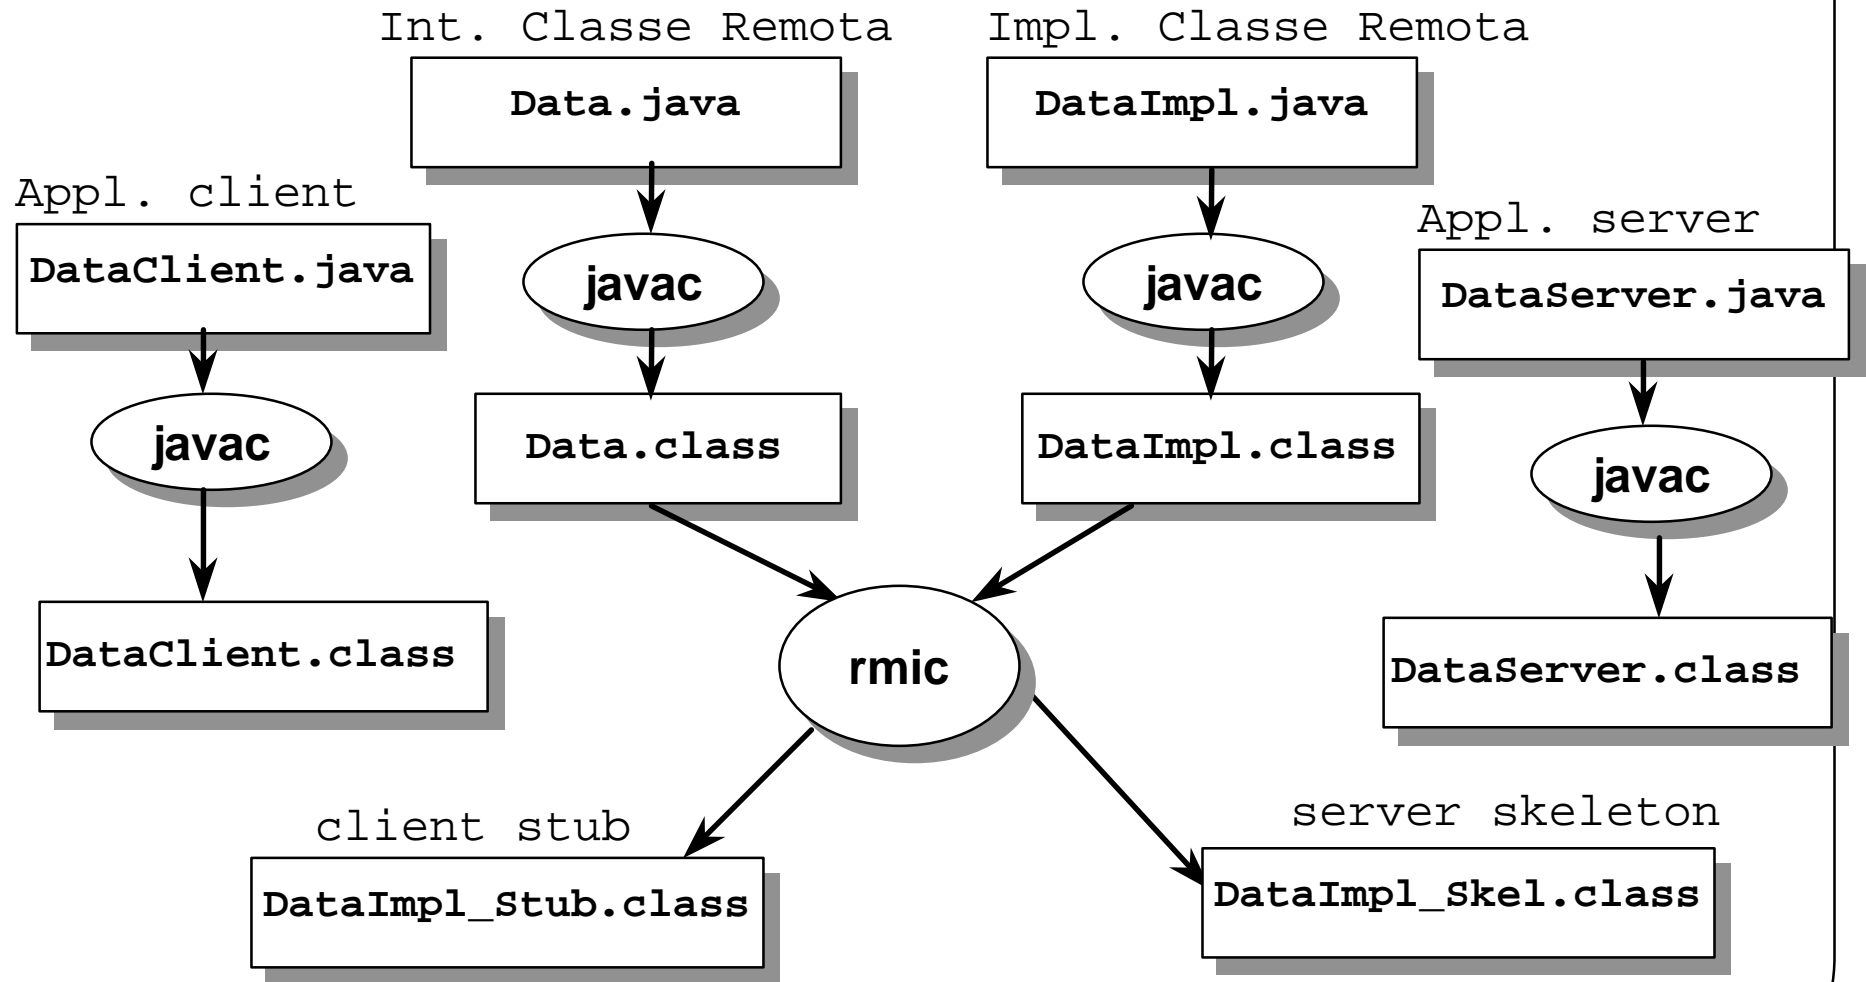 Int. Classe Remota
Impl. Classe Remota
Data.java
DataImpl.java
Appl. client
Appl. server
DataClient.java
javac
javac
DataServer.java
javac
Data.class
DataImpl.class
javac
DataClient.class
rmic
DataServer.class
client stub
server skeleton
DataImpl_Stub.class
DataImpl_Skel.class